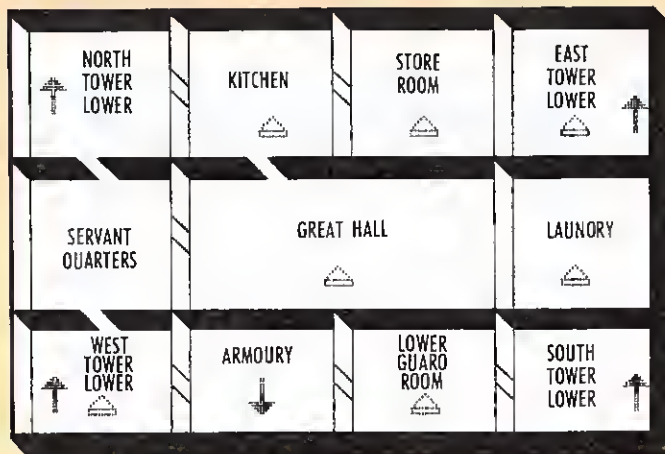 NORTH
TOWER
LOWER
KITCHEN
STORE
ROOM
EAST
TOWER
LOWER
SERVANT
QUARTERS
GREAT HALL
LAUNDRY
WEST
TOWER
LOWER
ARMOURY
LOWER
GUARD
ROOM
SOUTH
TOWER
LOWER